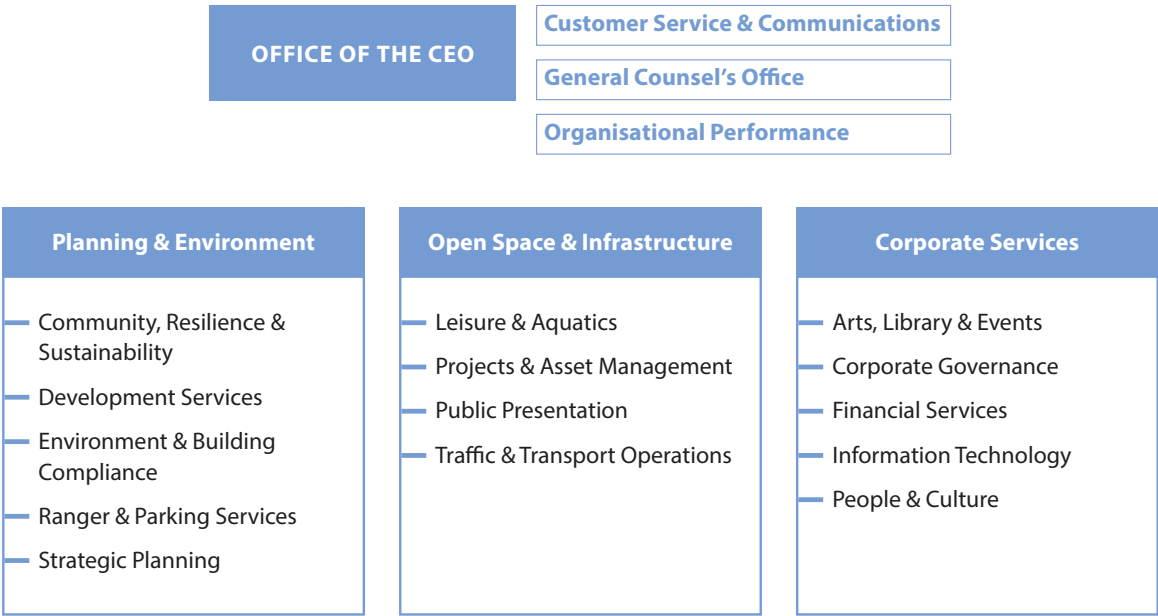 OFFICE OF THE CEO
Customer Service & Communications
General Counsel’s Office
Organisational Performance
Planning & Environment
Community, Resilience &
Sustainability
Development Services
Environment & Building
Compliance
Ranger & Parking Services
Strategic Planning
Open Space & Infrastructure
Leisure & Aquatics
Projects & Asset Management
Public Presentation
Traffic & Transport Operations
Corporate Services
Arts, Library & Events
Corporate Governance
Financial Services
Information Technology
People & Culture